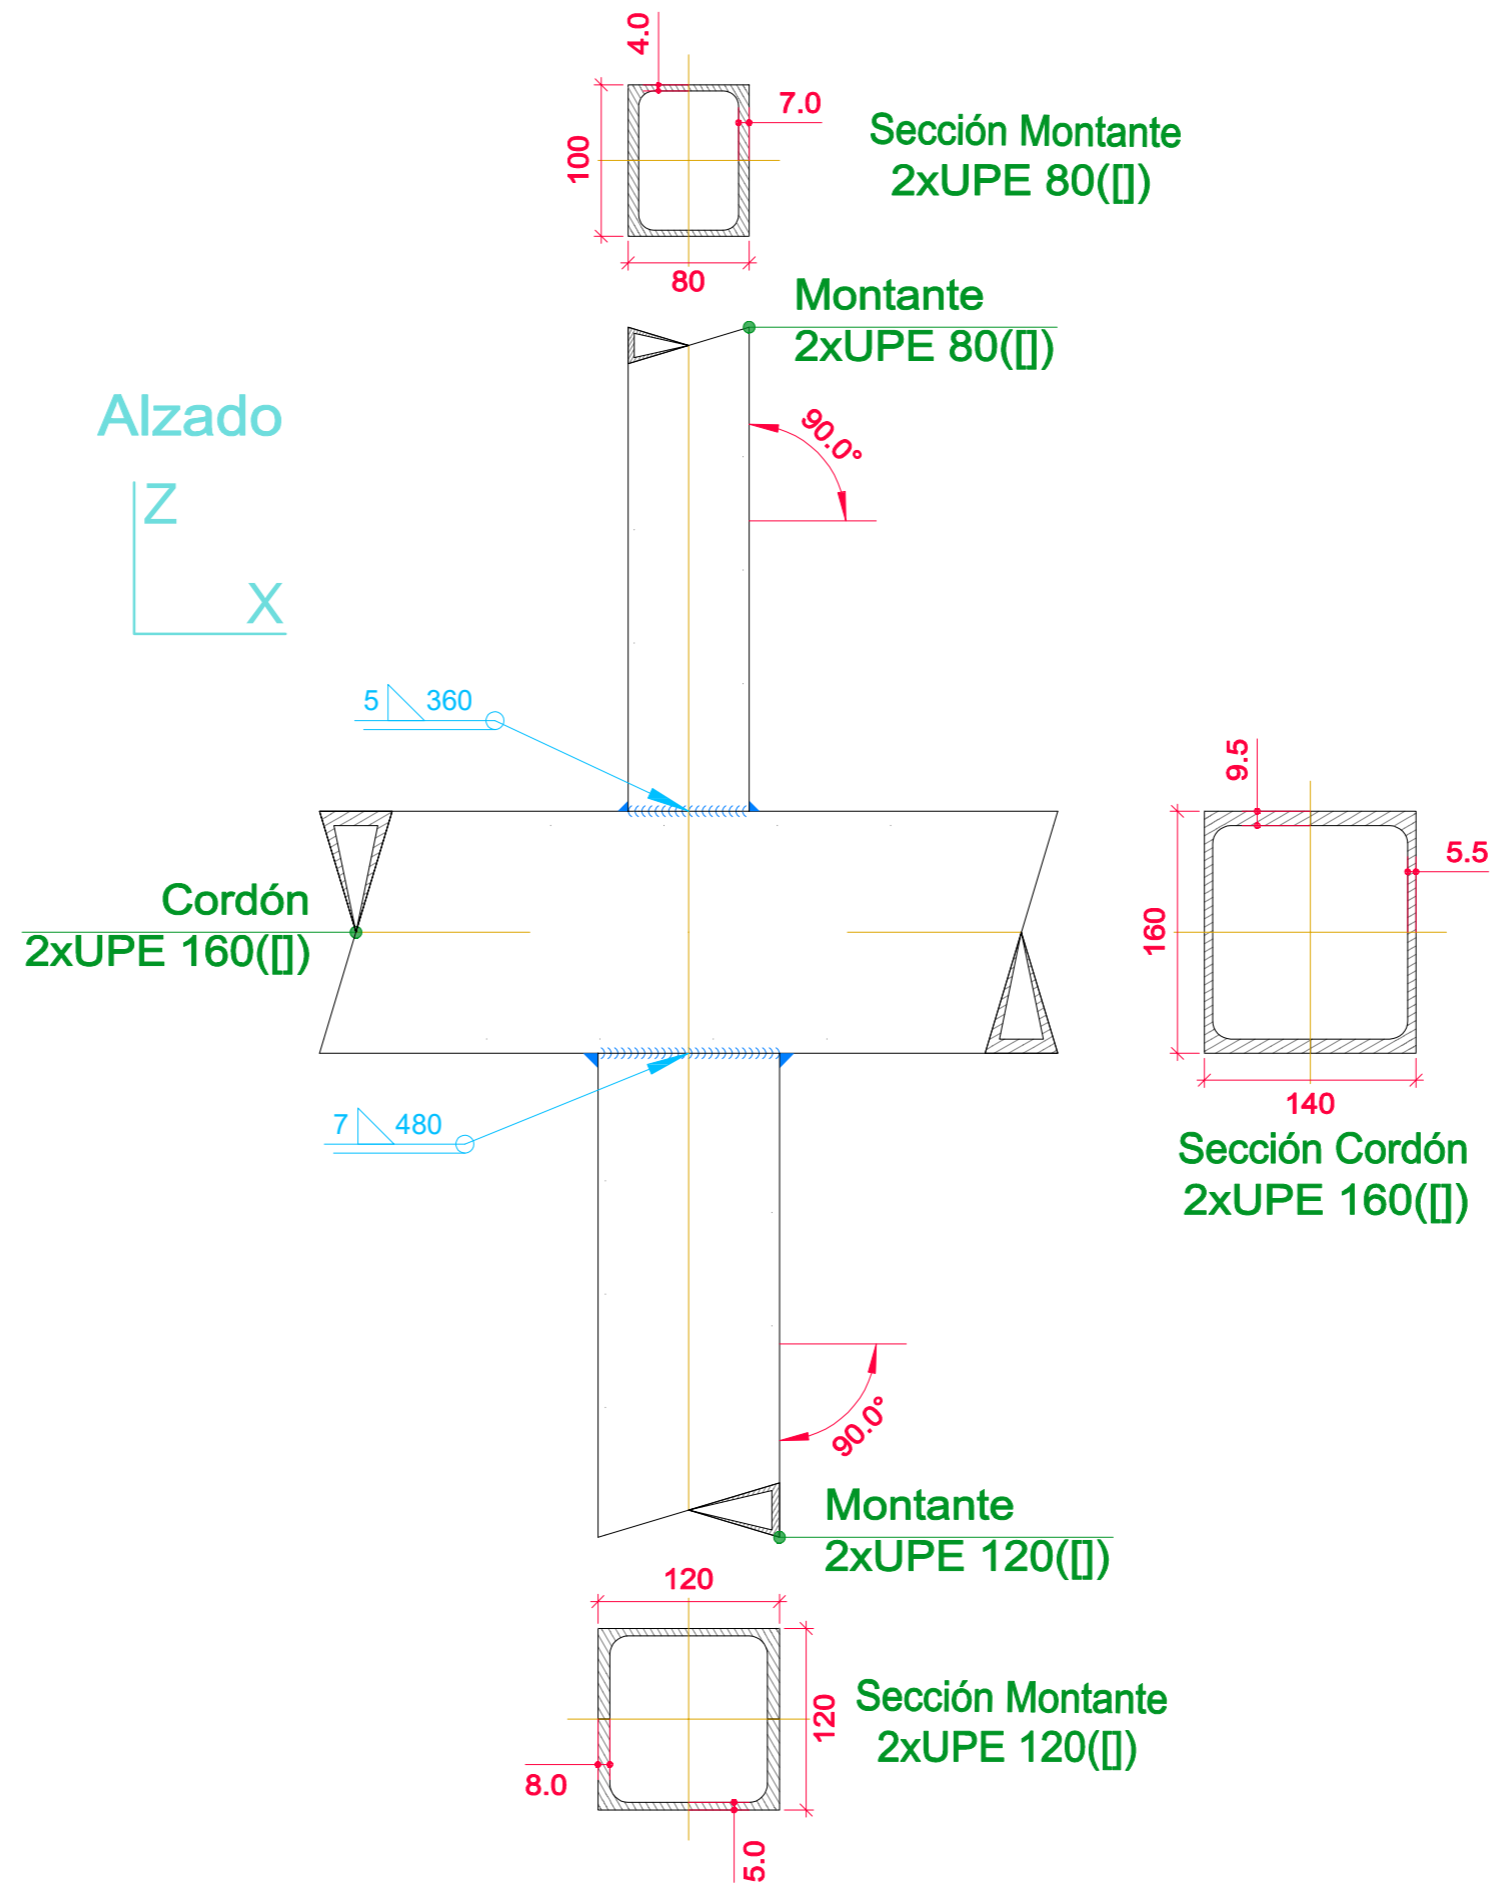 4.0
7.0
100
80
Sección Montante
2xUPE 80([])
Montante
2xUPE 80([])
90.0°
Alzado
Z
X
5 360
9.5
5.5
160
140
Cordón
2xUPE 160([])
Sección Cordón
2xUPE 160([])
7 480
90.0°
Montante
2xUPE 120([])
120
120
8.0
5.0
Sección Montante
2xUPE 120([])